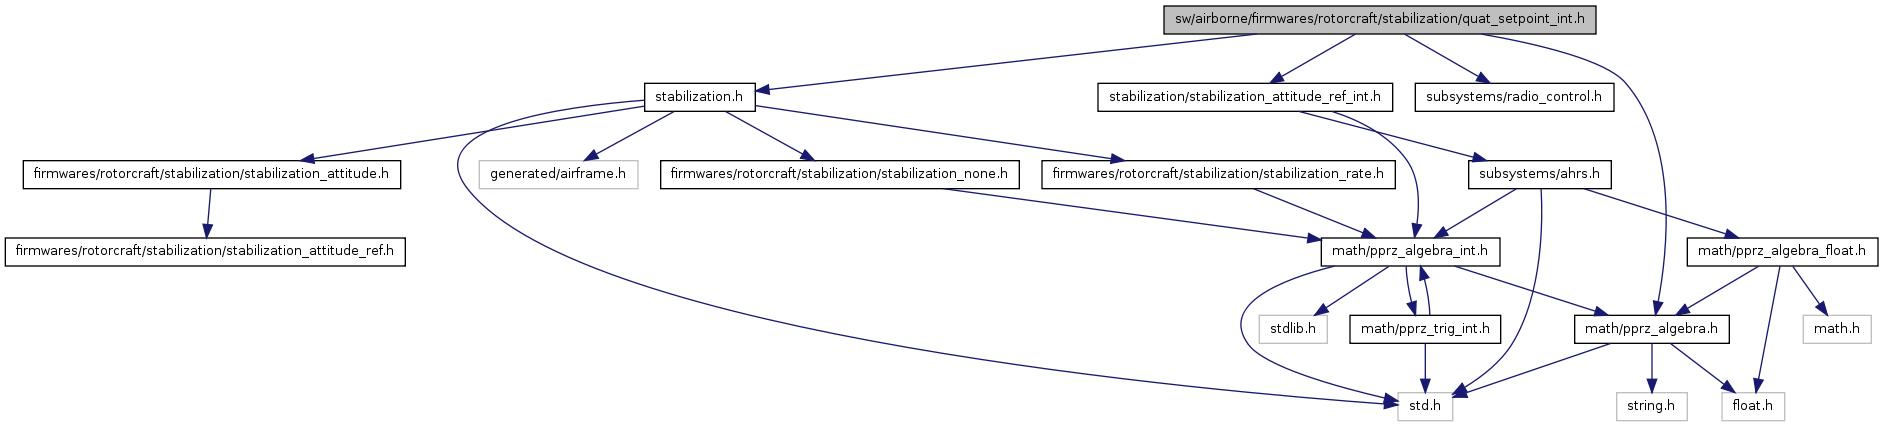 sw/airborne/firmwares/rotorcraft/stabilization/quat_setpoint_int.h
stabilization.h
stabilization/stabilization_attitude_ref_int.h
subsystems/radio_control.h
firmwares/rotorcraft/stabilization/stabilization_attitude.h
generated/airframe.h
firmwares/rotorcraft/stabilization/stabilization_none.h
firmwares/rotorcraft/stabilization/stabilization_rate.h
subsystems/ahrs.h
firmwares/rotorcraft/stabilization/stabilization_attitude_ref.h
math/pprz_algebra_int.h
math/pprz_algebra_float.h
stdlib.h
math/pprz_trig_int.h
math/pprz_algebra.h
math.h
std.h
string.h
float.h